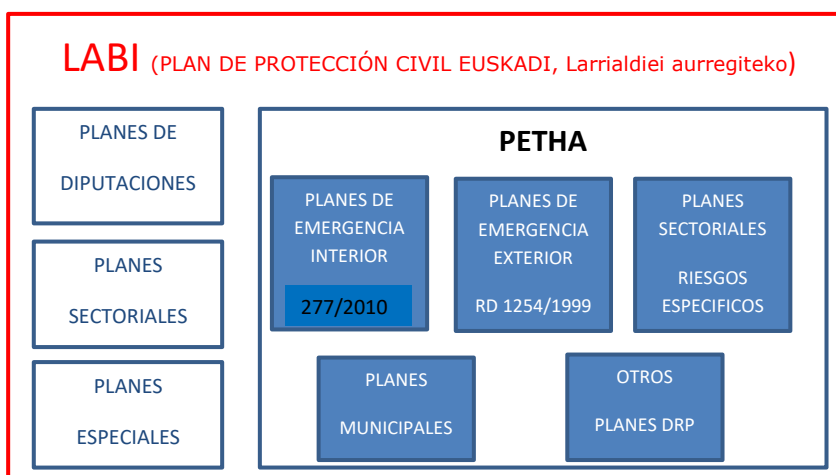 LABI (PLAN DE PROTECCIÓN CIVIL EUSKADI, Larrialdiei aurregiteko)
PLANES DE
DIPUTACIONES
PLANES
SECTORIALES
PLANES
ESPECIALES
PETHA
PLANES DE
EMERGENCIA
INTERIOR
277/2010
PLANES DE
EMERGENCIA
EXTERIOR
RD 1254/1999
PLANES
SECTORIALES
RIESGOS
ESPECIFICOS
PLANES
MUNICIPALES
OTROS
PLANES DRP